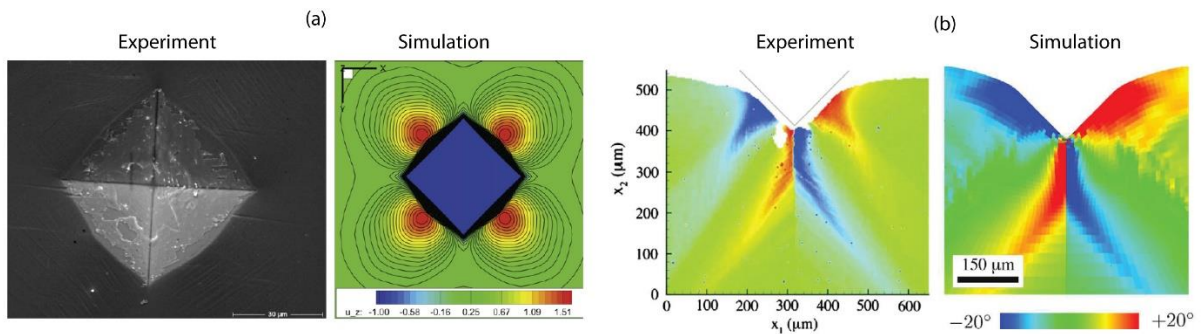 (a)
Experiment
Simulation
X
Y
30 µm
u_z: -1.00 -0.58 -0.16 0.25 0.67 1.09 1.51
(b)
Experiment
Simulation
500
400
300
200
100
0
x₂ (µm)
0 100 200 300 400 500 600
x₁ (µm)
150 µm
−20° +20°